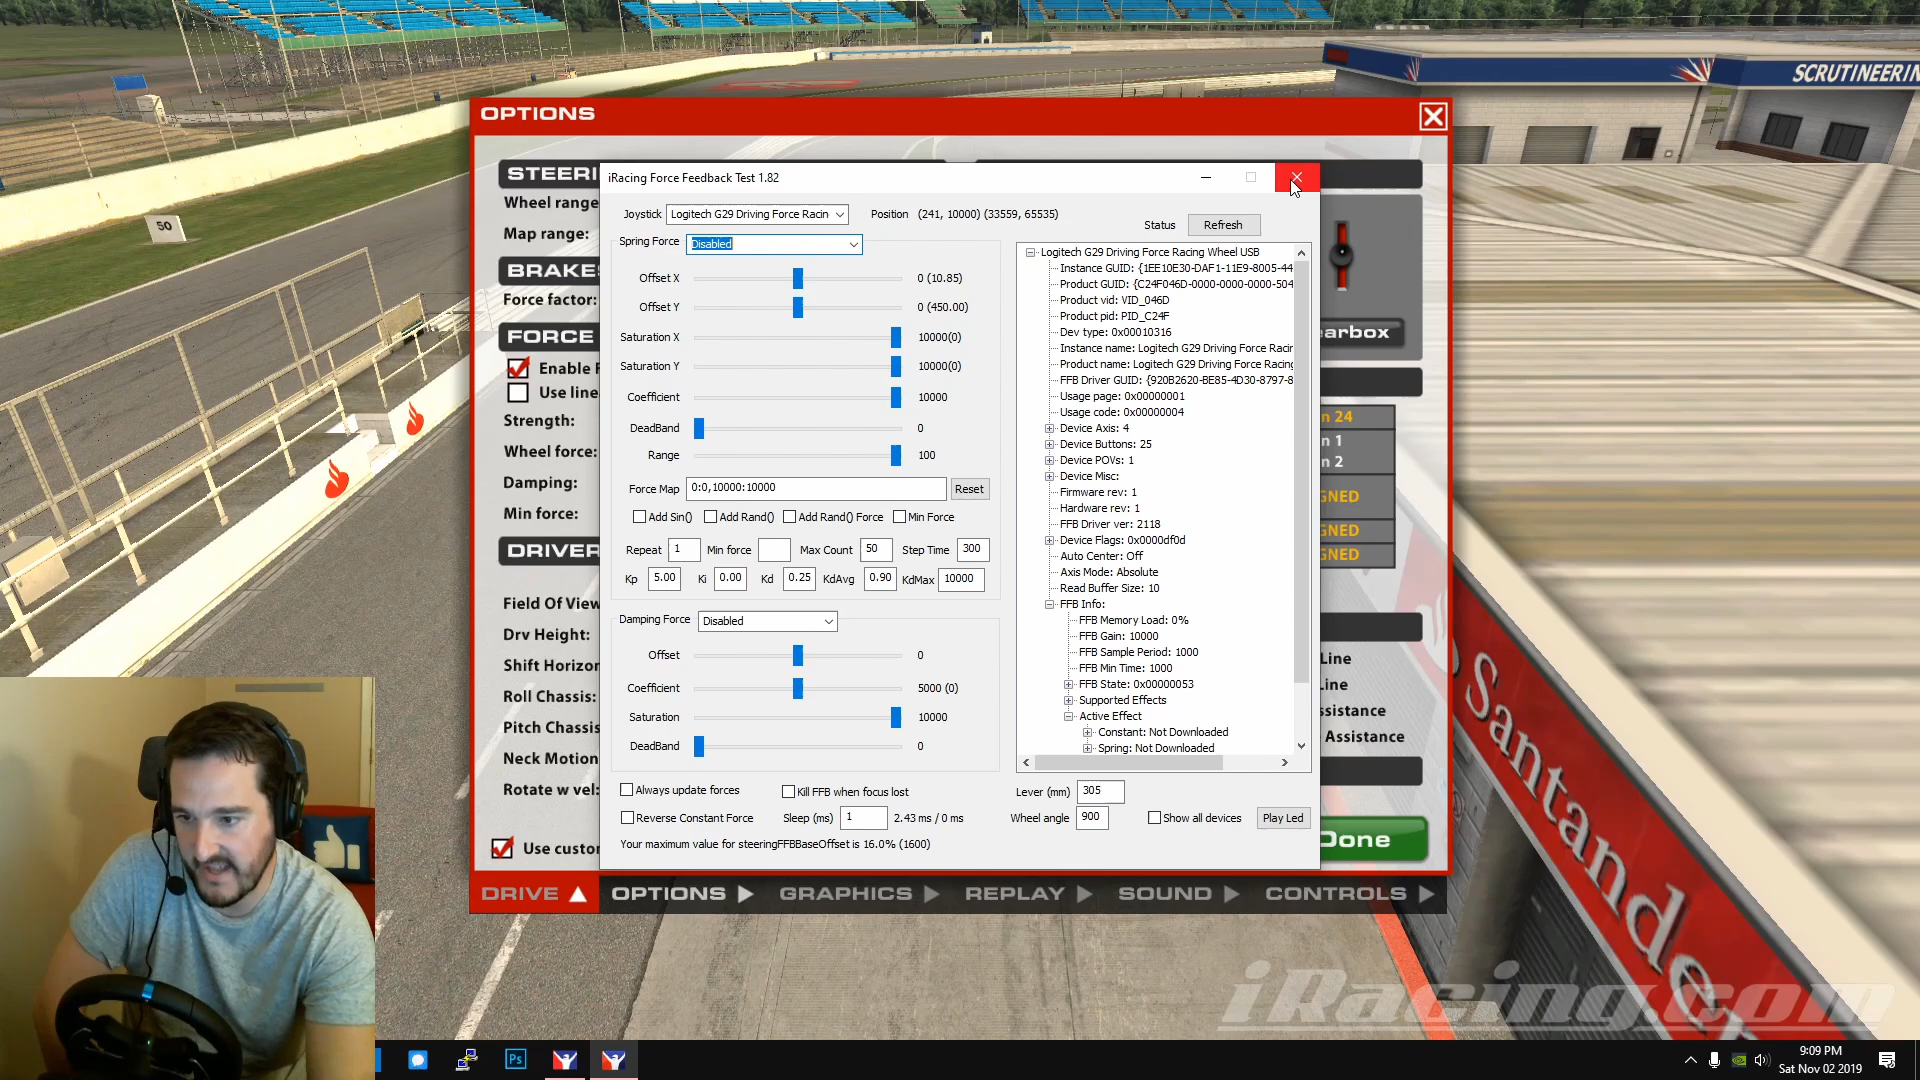 SCRUTINEERIN
50
OPTIONS
STEERI
Wheel range
Map range:
BRAKE
Force factor:
FORCE
Enable F
Use line
Strength:
Wheel force:
Damping:
Min force:
DRIVER
Field Of View
Drv Height:
Shift Horizon
Roll Chassis:
Pitch Chassis
Neck Motion
Rotate w vel:
Use custo
iRacing Force Feedback Test 1.82
Joystick Logitech G29 Driving Force Racin
Position (241, 10000) (33559, 65535)
Status Refresh
Spring Force Disabled
Offset X 0 (10.85)
Offset Y 0 (450.00)
Saturation X 10000(0)
Saturation Y 10000(0)
Coefficient 10000
DeadBand 0
Range 100
Force Map 0:0,10000:10000 Reset
Add Sin() Add Rand() Add Rand() Force Min Force
Repeat 1 Min force Max Count 50 Step Time 300
Kp 5.00 Ki 0.00 Kd 0.25 KdAvg 0.90 KdMax 10000
Damping Force Disabled
Offset 0
Coefficient 5000 (0)
Saturation 10000
DeadBand 0
Always update forces Kill FFB when focus lost
Reverse Constant Force Sleep (ms) 1 2.43 ms / 0 ms
Your maximum value for steeringFFBBaseOffset is 16.0% (1600)
Logitech G29 Driving Force Racing Wheel USB
Instance GUID: {1EE10E30-DAF1-11E9-8005-44
Product GUID: {C24F046D-0000-0000-0000-504
Product vid: VID_046D
Product pid: PID_C24F
Dev type: 0x00010316
Instance name: Logitech G29 Driving Force Racin
Product name: Logitech G29 Driving Force Racing
FFB Driver GUID: {920B2620-BE85-4D30-8797-8
Usage page: 0x00000001
Usage code: 0x00000004
Device Axis: 4
Device Buttons: 25
Device POVs: 1
Device Misc:
Firmware rev: 1
Hardware rev: 1
FFB Driver ver: 2118
Device Flags: 0x0000df0d
Auto Center: Off
Axis Mode: Absolute
Read Buffer Size: 10
FFB Info:
FFB Memory Load: 0%
FFB Gain: 10000
FFB Sample Period: 1000
FFB Min Time: 1000
FFB State: 0x00000053
Supported Effects
Active Effect
Constant: Not Downloaded
Spring: Not Downloaded
Lever (mm) 305
Wheel angle 900 Show all devices Play Led
earbox
n 24
n 1
n 2
GNED
GNED
GNED
Line
Line
ssistance
Assistance
Done
DRIVE OPTIONS GRAPHICS REPLAY SOUND CONTROLS
Santander
iRacing.com
Ps
9:09 PM
Sat Nov 02 2019